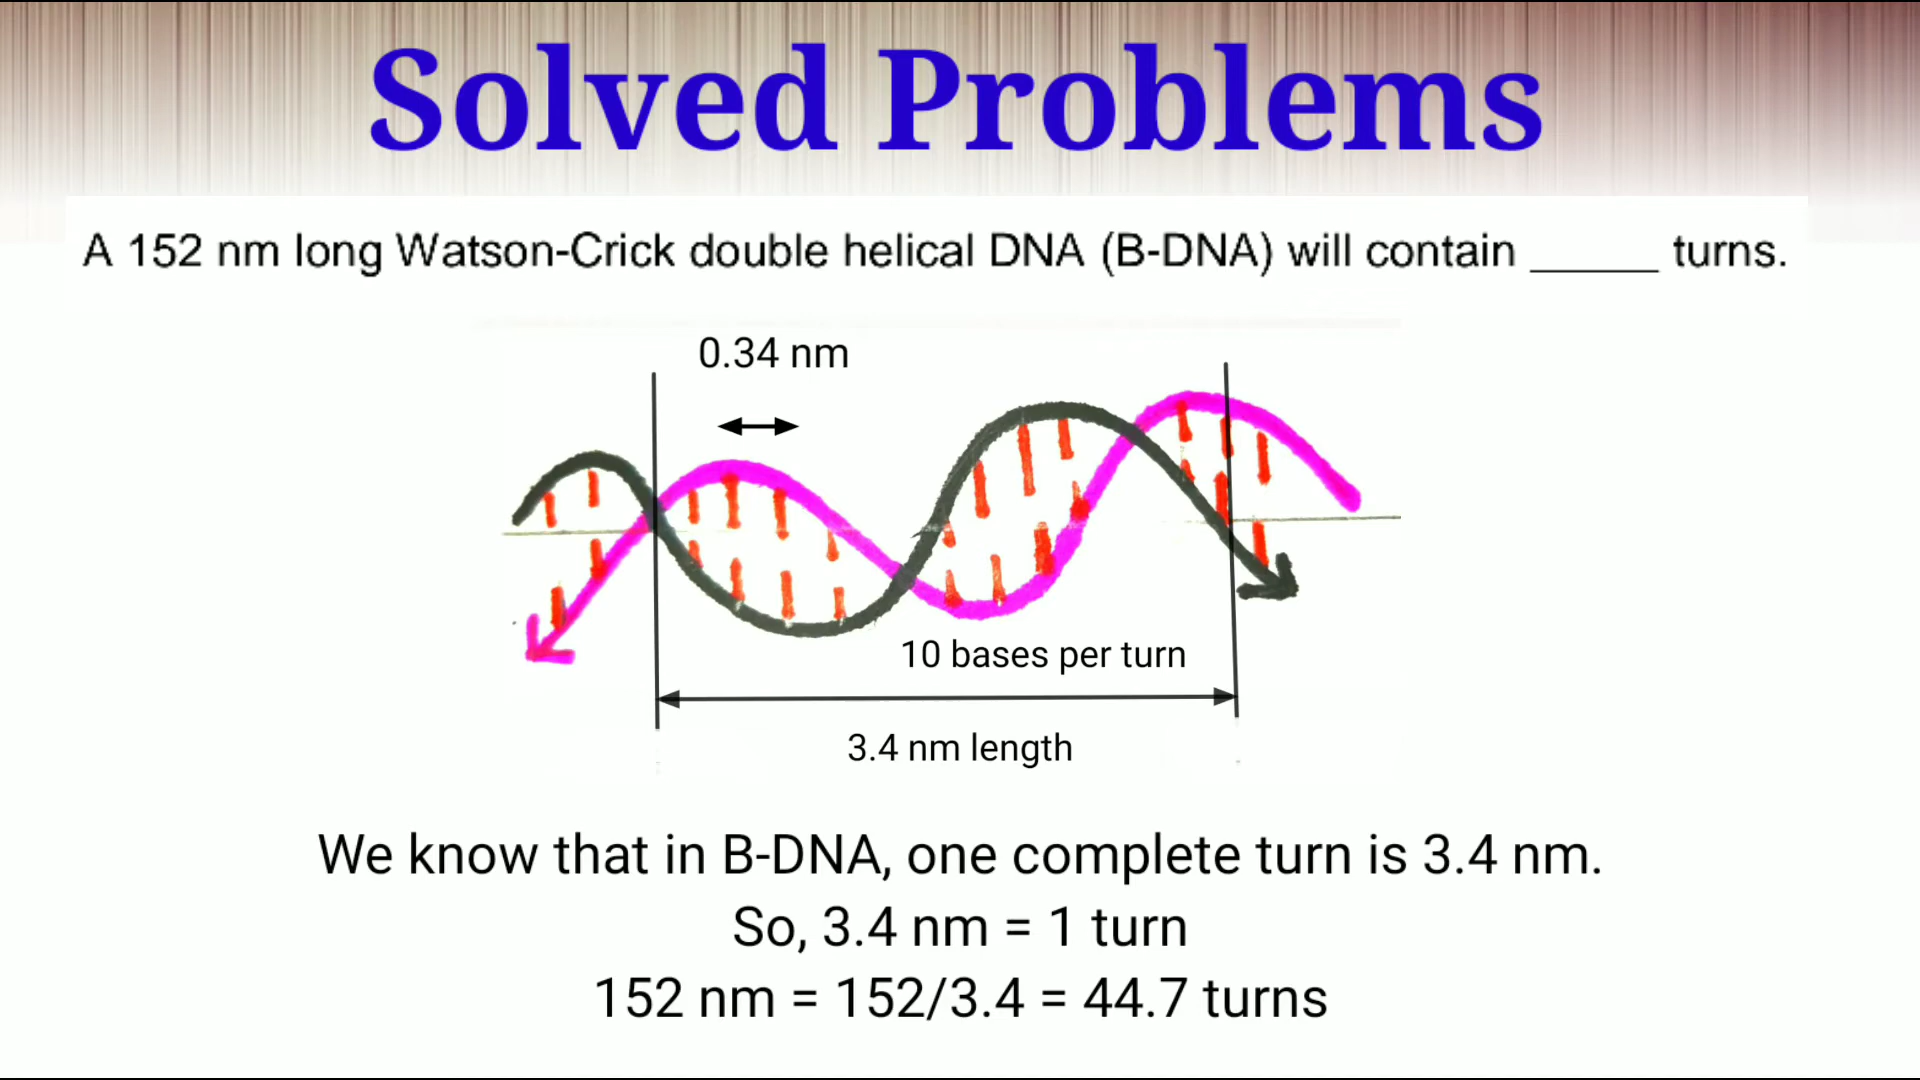 Solved Problems
A 152 nm long Watson-Crick double helical DNA (B-DNA) will contain _____ turns.
0.34 nm
10 bases per turn
3.4 nm length
We know that in B-DNA, one complete turn is 3.4 nm.
So, 3.4 nm = 1 turn
152 nm = 152/3.4 = 44.7 turns